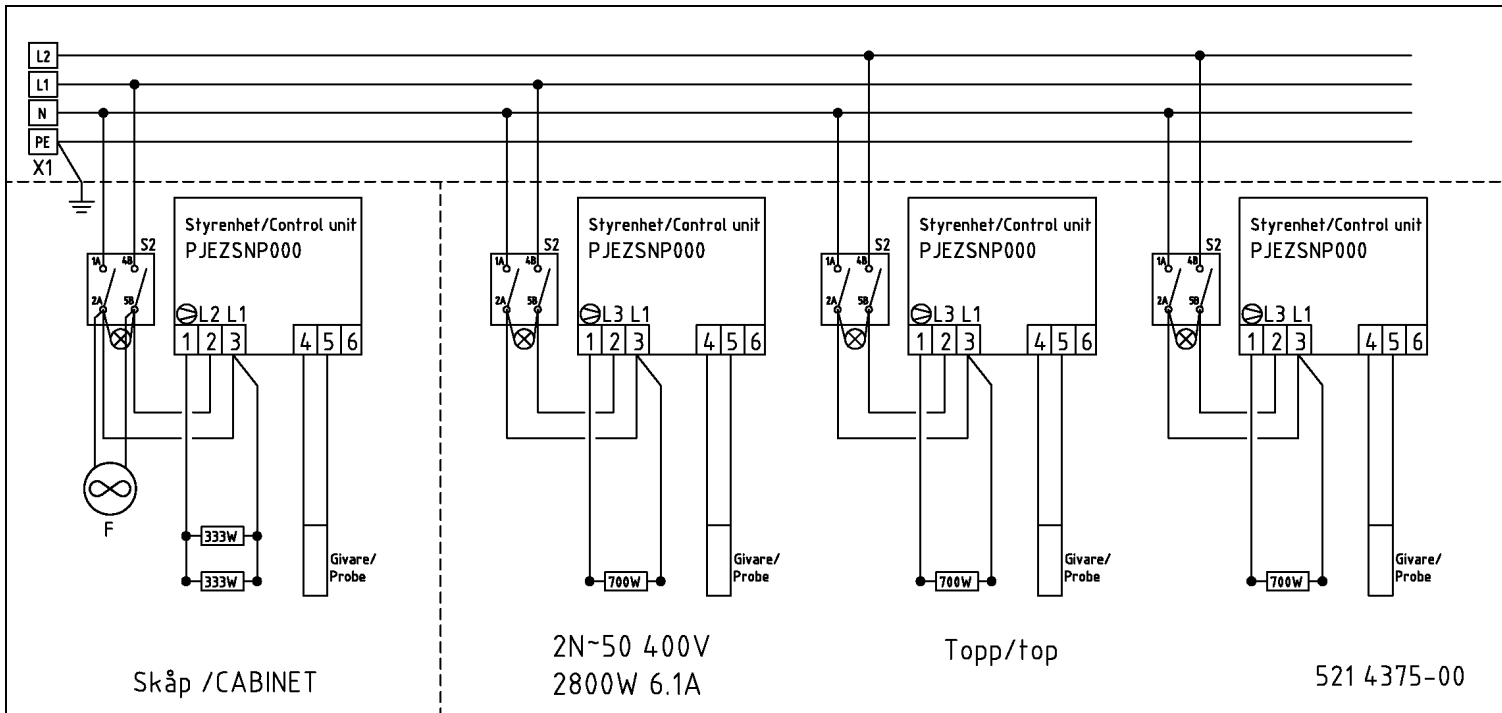 L2
L1
N
PE
X1
Styrenhet/Control unit
PJEZSNP000
S2
1A 4B
2A 5B
L2 L1
1 2 3 4 5 6
F
333W
333W
Givare/
Probe
Skåp /CABINET
Styrenhet/Control unit
PJEZSNP000
S2
1A 4B
2A 5B
L3 L1
1 2 3 4 5 6
700W
Givare/
Probe
2N~50 400V
2800W 6.1A
Styrenhet/Control unit
PJEZSNP000
S2
1A 4B
2A 5B
L3 L1
1 2 3 4 5 6
700W
Givare/
Probe
Topp/top
Styrenhet/Control unit
PJEZSNP000
S2
1A 4B
2A 5B
L3 L1
1 2 3 4 5 6
700W
Givare/
Probe
521 4375-00